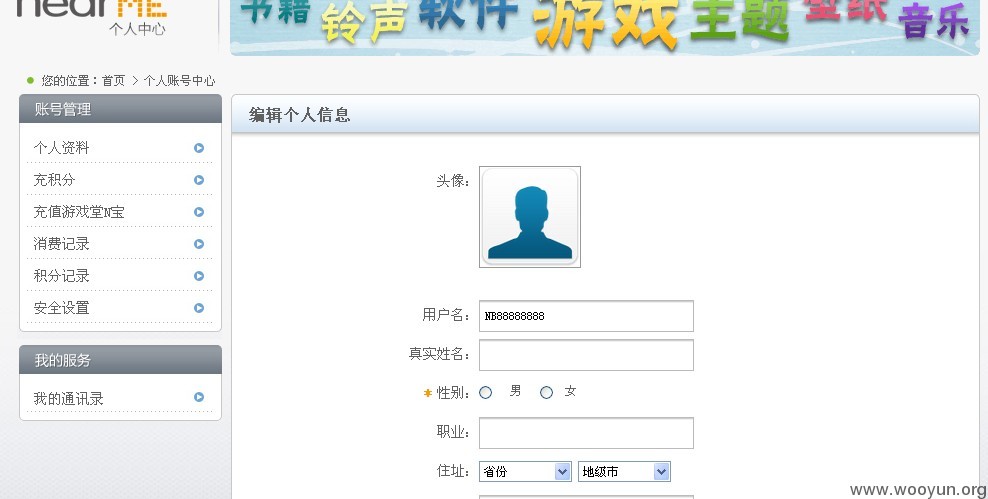 nearME
个人中心
书籍 铃声 软件 游戏 主题 壁纸 音乐
您的位置：首页 > 个人账号中心
账号管理
个人资料
充积分
充值游戏堂N宝
消费记录
积分记录
安全设置
我的服务
我的通讯录
编辑个人信息
头像：
用户名： NB88888888
真实姓名：
* 性别： 男 女
职业：
住址： 省份 地级市
www.wooyun.org